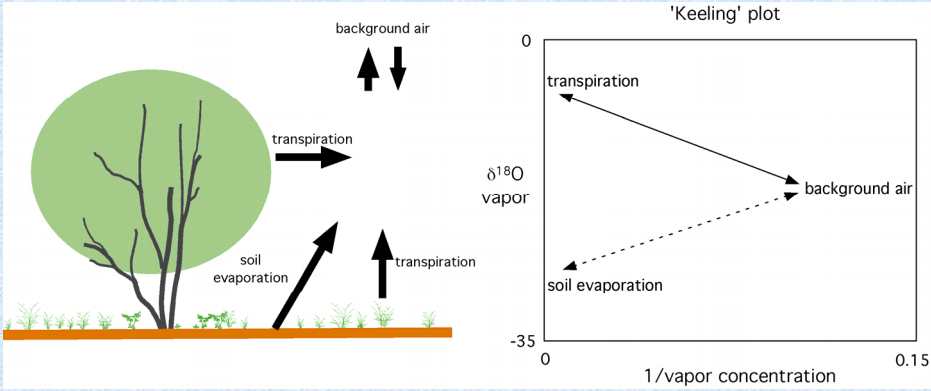 background air
transpiration
soil
evaporation
transpiration
'Keeling' plot
0
transpiration
δ18O
vapor
background air
soil evaporation
-35
0
0.15
1/vapor concentration